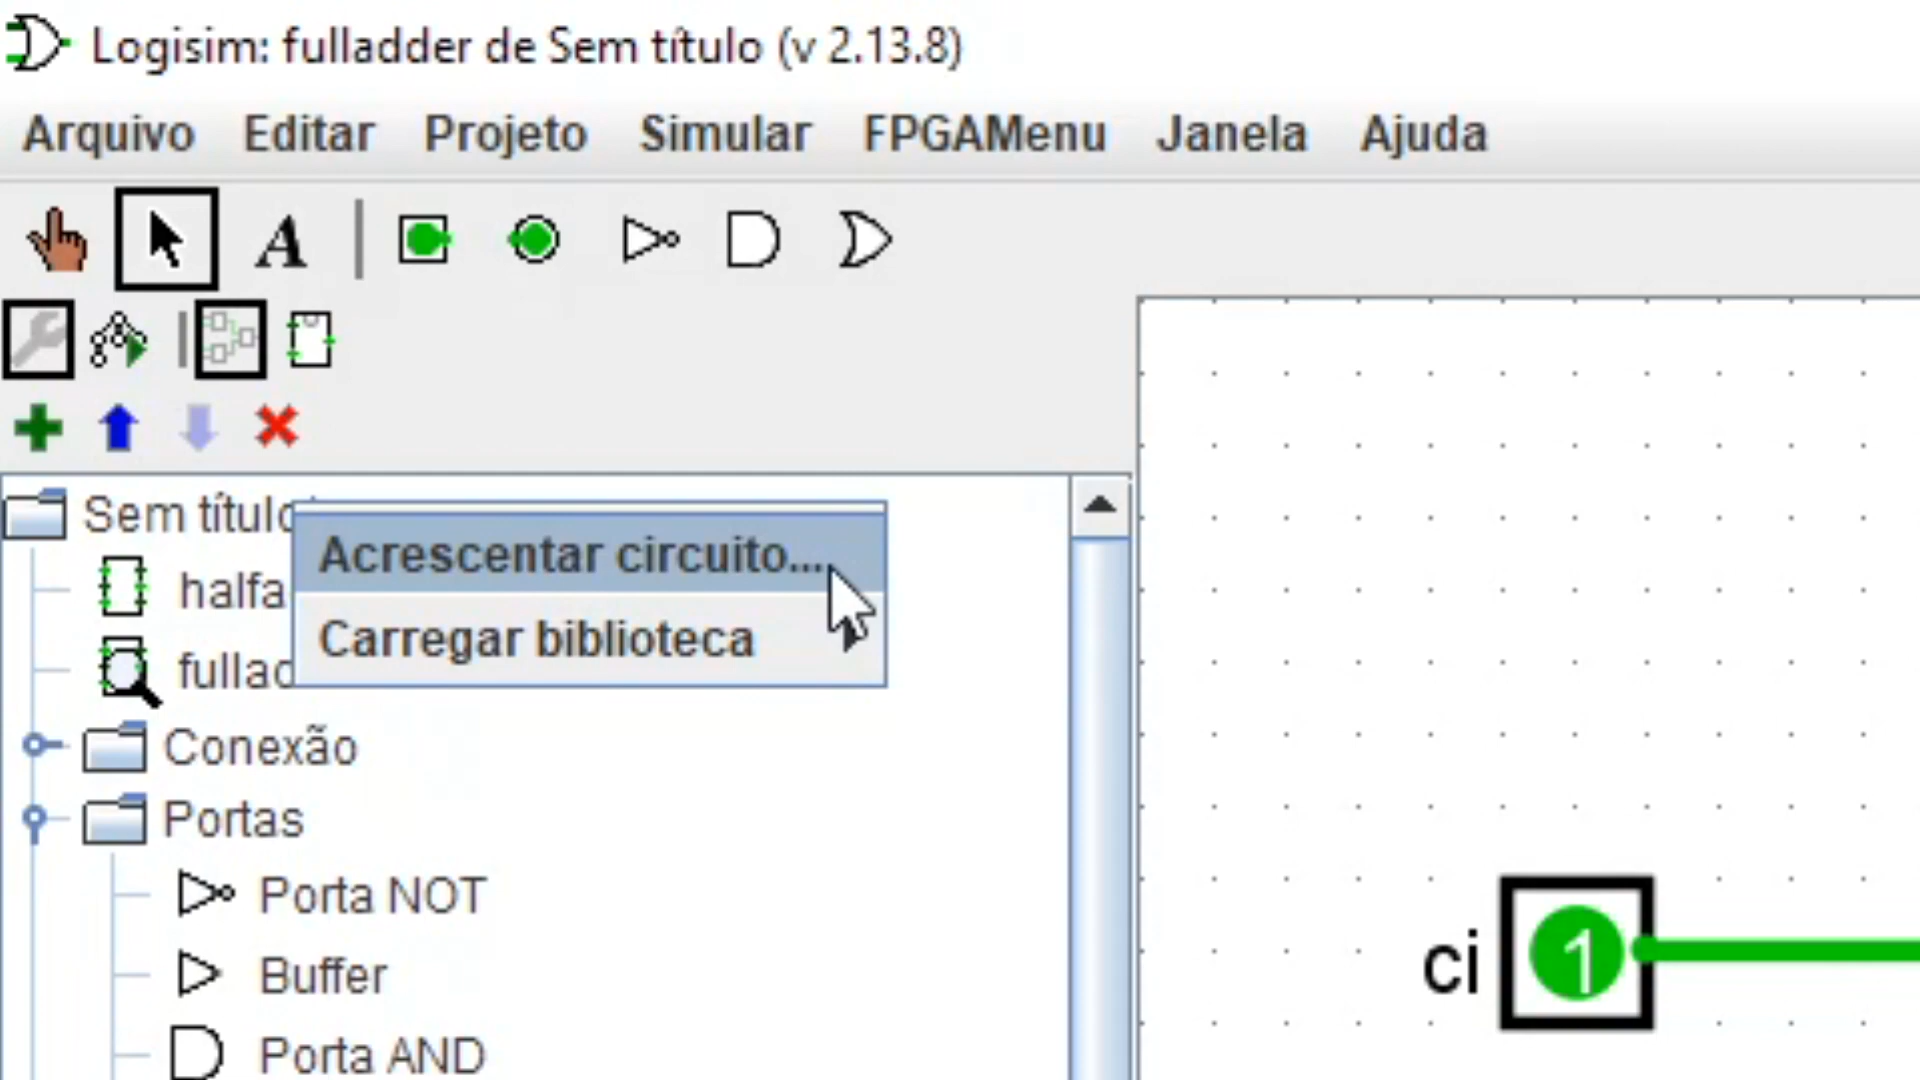 Logisim: fulladder de Sem título (v 2.13.8)
Arquivo Editar Projeto Simular FPGAMenu Janela Ajuda
A
Sem título
Acrescentar circuito...
halfa
Carregar biblioteca
fullad
Conexão
Portas
Porta NOT
Buffer
ci 1
Porta AND